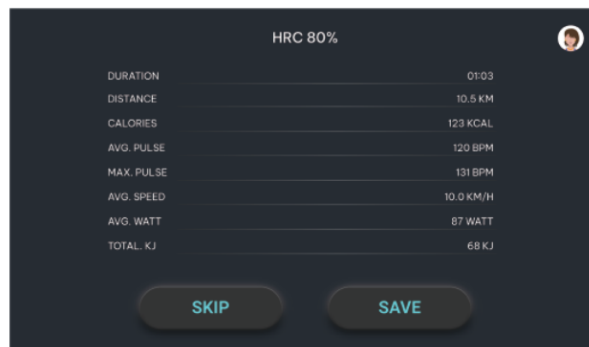 HRC 80%
DURATION 01:03
DISTANCE 10.5 KM
CALORIES 123 KCAL
AVG. PULSE 120 BPM
MAX. PULSE 131 BPM
AVG. SPEED 10.0 KM/H
AVG. WATT 87 WATT
TOTAL. KJ 68 KJ
SKIP SAVE